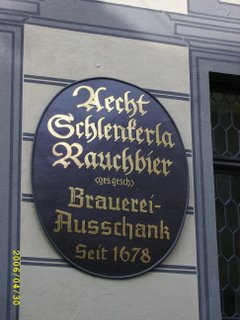 Aecht
Schlenkerla
Rauchbier
<ges gesch>
Brauerei-
Ausschank
Seit 1678
2006/04/30